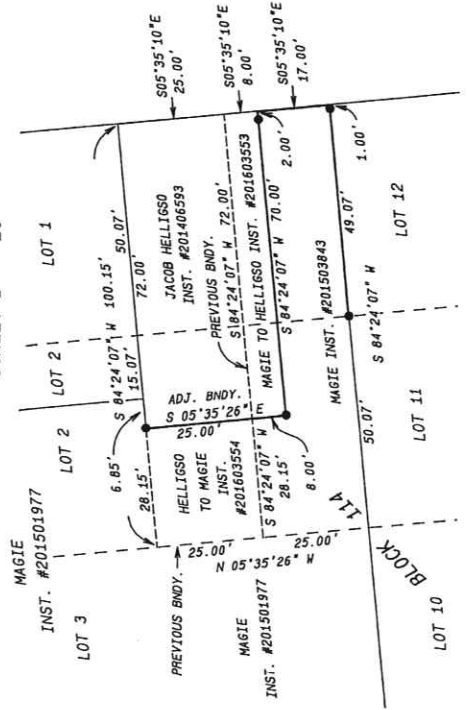 S05°35'10"E
25.00'
S05°35'10"E
8.00'
S05°35'10"E
17.00'
LOT 1
LOT 2
LOT 2
MAGIE
INST. #201501977
LOT 3
S 84°24'07" W 100.15'
15.07'
50.07'
72.00'
6.85'
28.15'
JACOB HELLIGSO
INST. #201406593
PREVIOUS BNDY.
S 84°24'07" W 72.00'
ADJ. BNDY.
S 05°35'26" E
25.00'
HELLIGSO
TO MAGIE
INST.
#201603554
S 84°24'07" W
28.15'
8.00'
MAGIE TO HELLIGSO INST. #201603553
S 84°24'07" W 70.00'
2.00'
PREVIOUS BNDY.
25.00'
25.00'
N 05°35'26" W
MAGIE
INST. #201501977
MAGIE INST. #201503843
1.00'
49.07'
S 84°24'07" W
50.07'
BLOCK 114
LOT 10
LOT 11
LOT 12